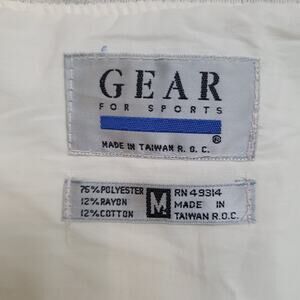 GEAR
FOR SPORTS
®
MADE IN TAIWAN R.O.C.
75% POLYESTER
12% RAYON
12% COTTON
M
RN 49314
MADE IN
TAIWAN R.O.C.